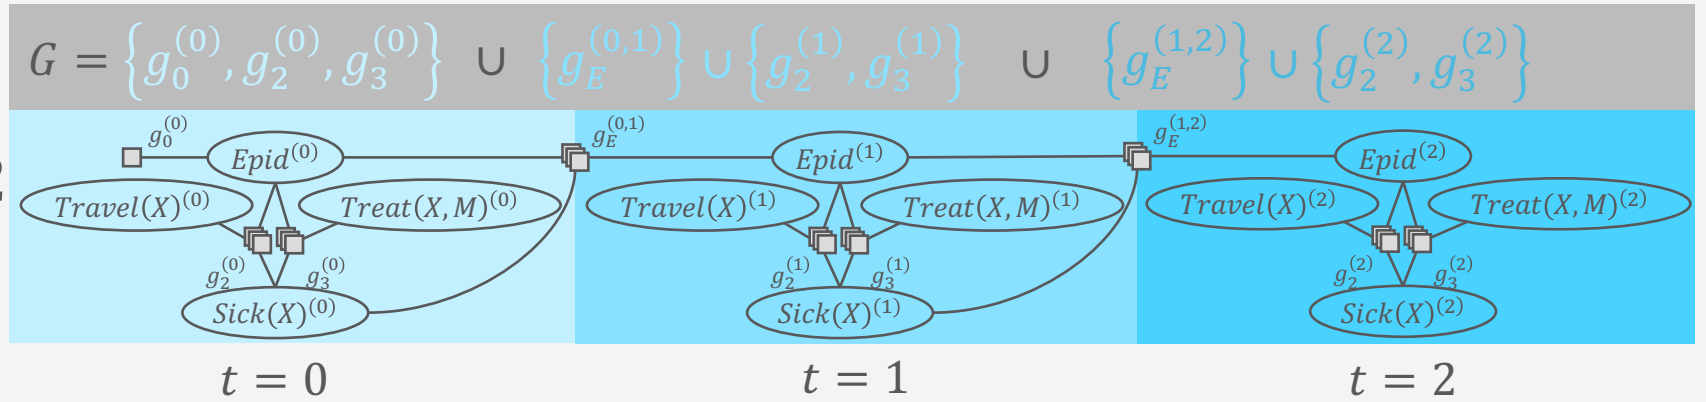 G = {g_0^(0), g_2^(0), g_3^(0)} ∪ {g_E^(0,1)} ∪ {g_2^(1), g_3^(1)} ∪ {g_E^(1,2)} ∪ {g_2^(2), g_3^(2)}
g_0^(0) g_E^(0,1) g_E^(1,2)
Epid^(0) Epid^(1) Epid^(2)
Travel(X)^(0) Treat(X, M)^(0) Travel(X)^(1) Treat(X, M)^(1) Travel(X)^(2) Treat(X, M)^(2)
g_2^(0) g_3^(0) g_2^(1) g_3^(1) g_2^(2) g_3^(2)
Sick(X)^(0) Sick(X)^(1) Sick(X)^(2)
t = 0 t = 1 t = 2